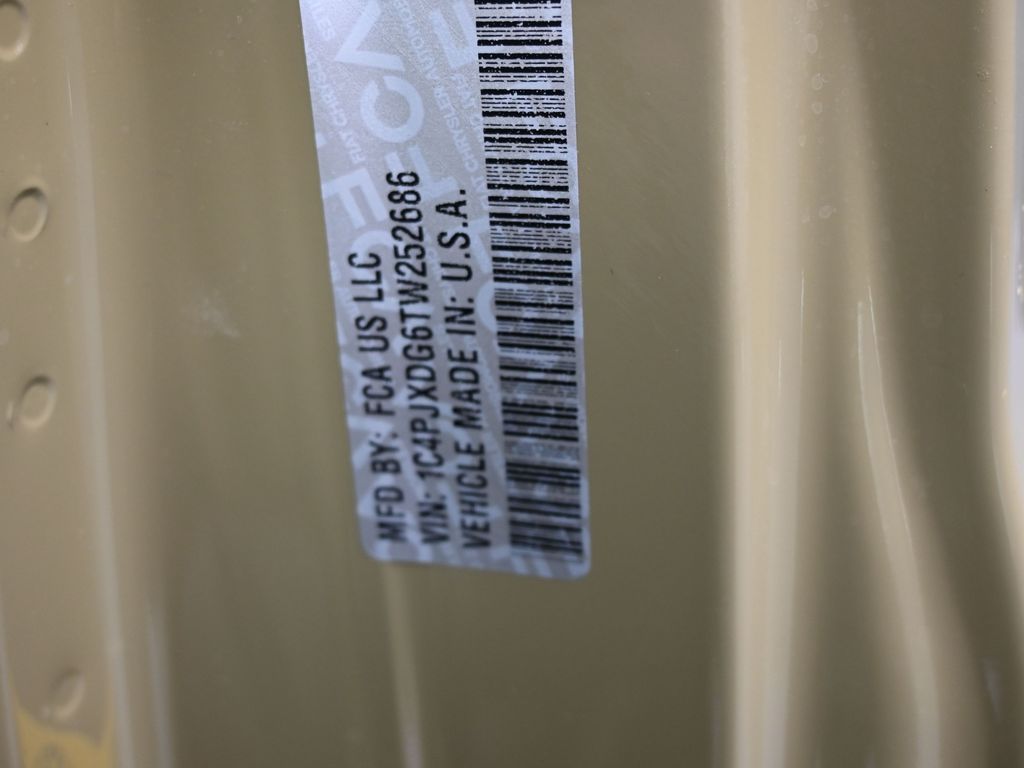 MFD BY: FCA US LLC
VIN: 1C4PJXDG6TW252686
VEHICLE MADE IN: U.S.A.